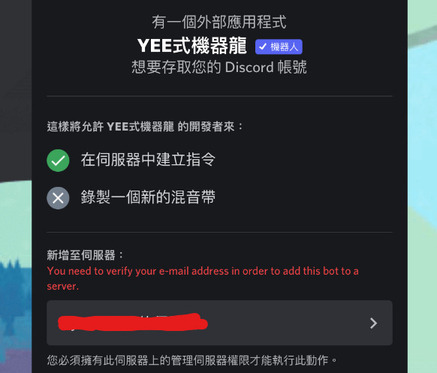 有一個外部應用程式
YEE式機器龍 ✓ 機器人
想要存取您的 Discord 帳號
這樣將允許 YEE式機器龍 的開發者來：
在伺服器中建立指令
錄製一個新的混音帶
新增至伺服器：
You need to verify your e-mail address in order to add this bot to a
server.
您必須擁有此伺服器上的管理伺服器權限才能執行此動作。